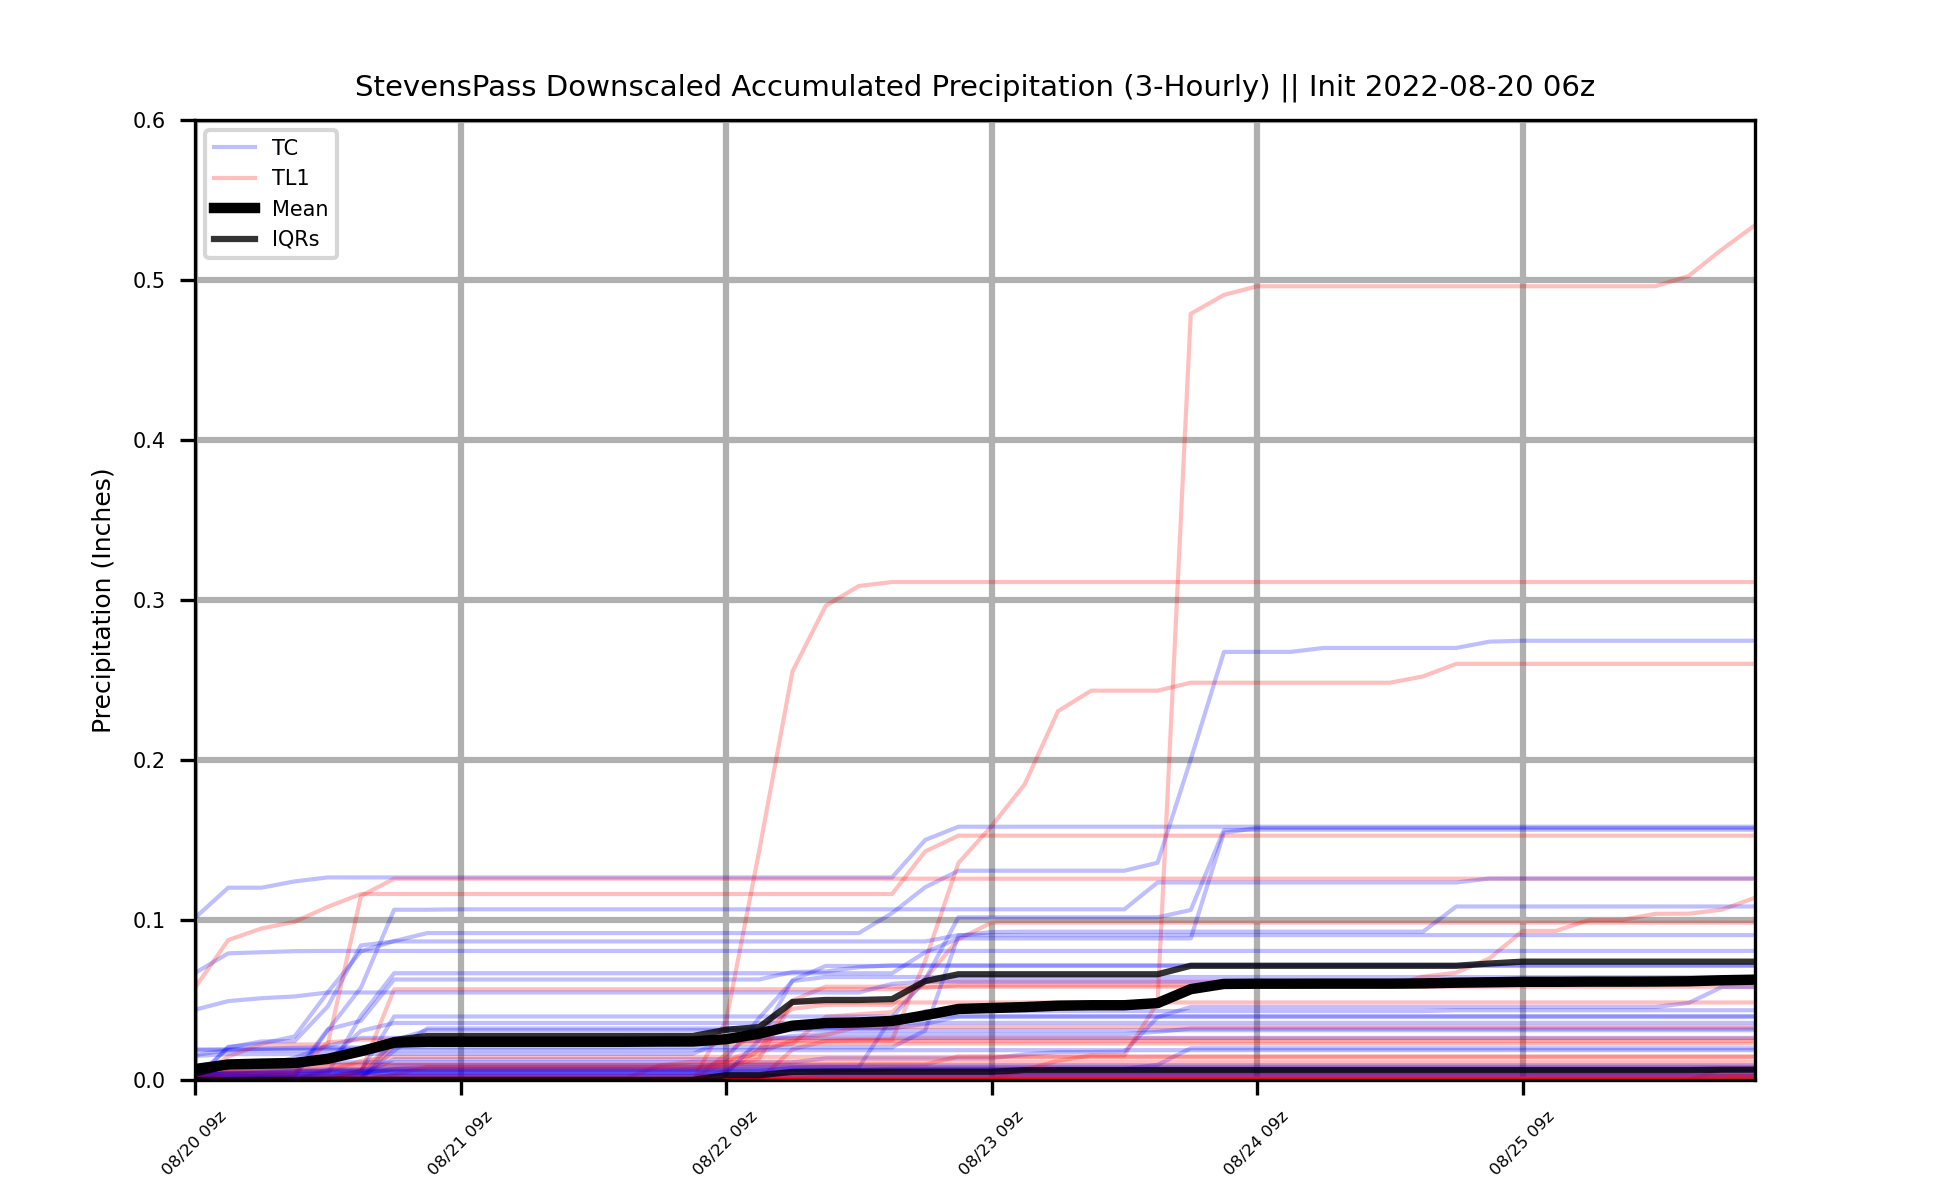 StevensPass Downscaled Accumulated Precipitation (3-Hourly) || Init 2022-08-20 06z
TC
TL1
Mean
IQRs
Precipitation (Inches)
0.6
0.5
0.4
0.3
0.2
0.1
0.0
08/20 09z
08/21 09z
08/22 09z
08/23 09z
08/24 09z
08/25 09z